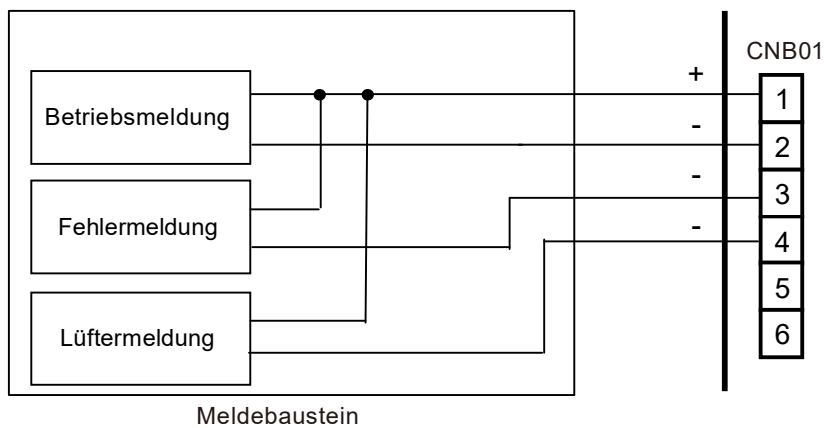 CNB01
+
1
Betriebsmeldung
-
2
-
3
Fehlermeldung
-
4
5
Lüftermeldung
6
Meldebaustein